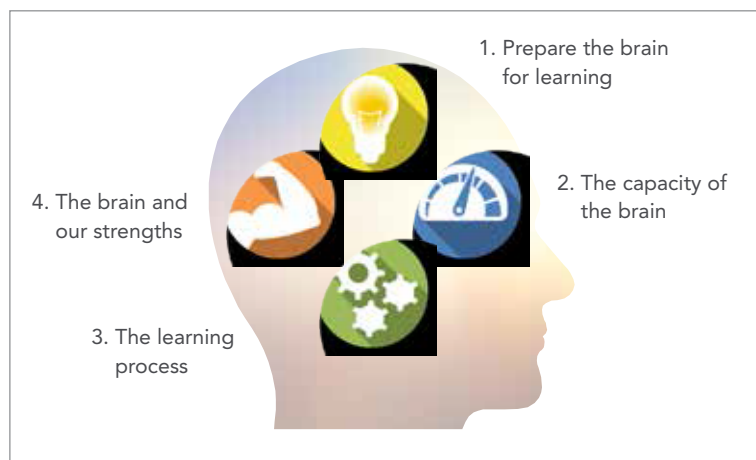 1. Prepare the brain
for learning
2. The capacity of
the brain
3. The learning
process
4. The brain and
our strengths